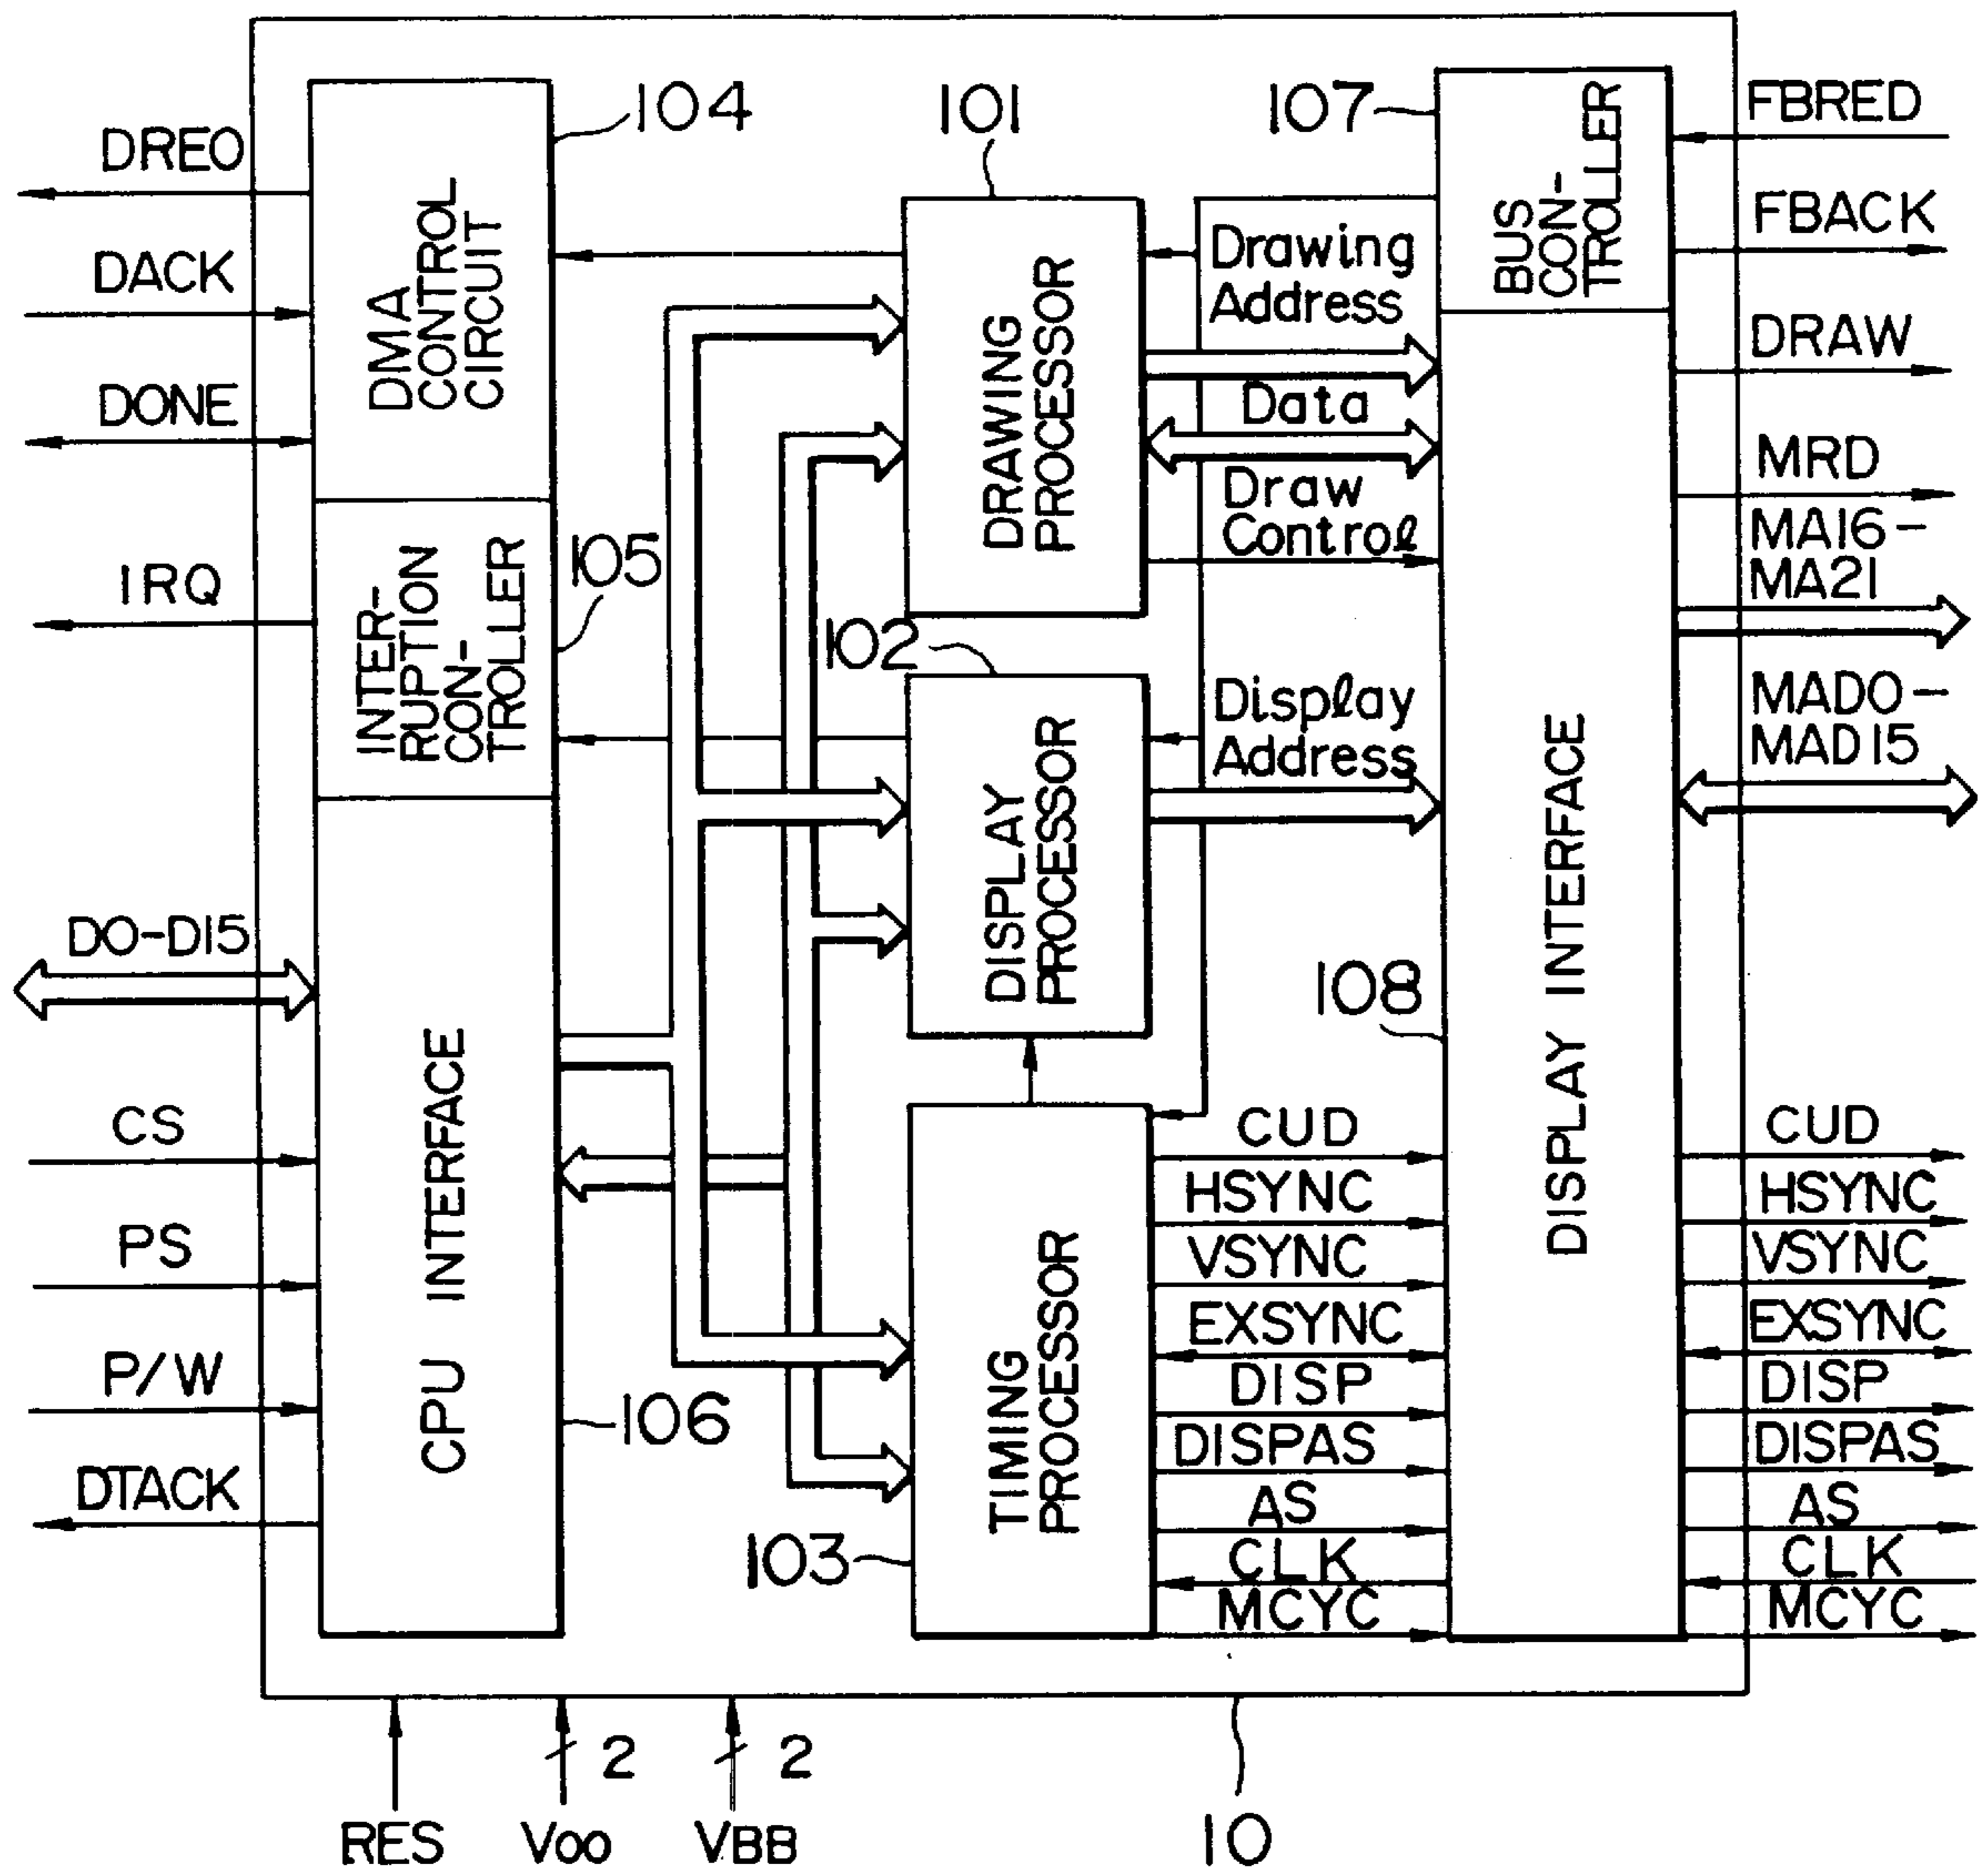 DREO
DACK
DONE
IRQ
DO-D15
CS
PS
P/W
DTACK
104
DMA
CONTROL
CIRCUIT
105
INTER-
RUPTION
CON-
TROLLER
CPU INTERFACE
106
101
DRAWING
PROCESSOR
102
DISPLAY
PROCESSOR
103
TIMING
PROCESSOR
107
BUS
CON-
TROLLER
Drawing
Address
Data
Draw
Control
Display
Address
108
DISPLAY INTERFACE
CUD
HSYNC
VSYNC
EXSYNC
DISP
DISPAS
AS
CLK
MCYC
FBRED
FBACK
DRAW
MRD
MA16-
MA21
MADO-
MAD15
CUD
HSYNC
VSYNC
EXSYNC
DISP
DISPAS
AS
CLK
MCYC
2
2
RES
Voo
VBB
10